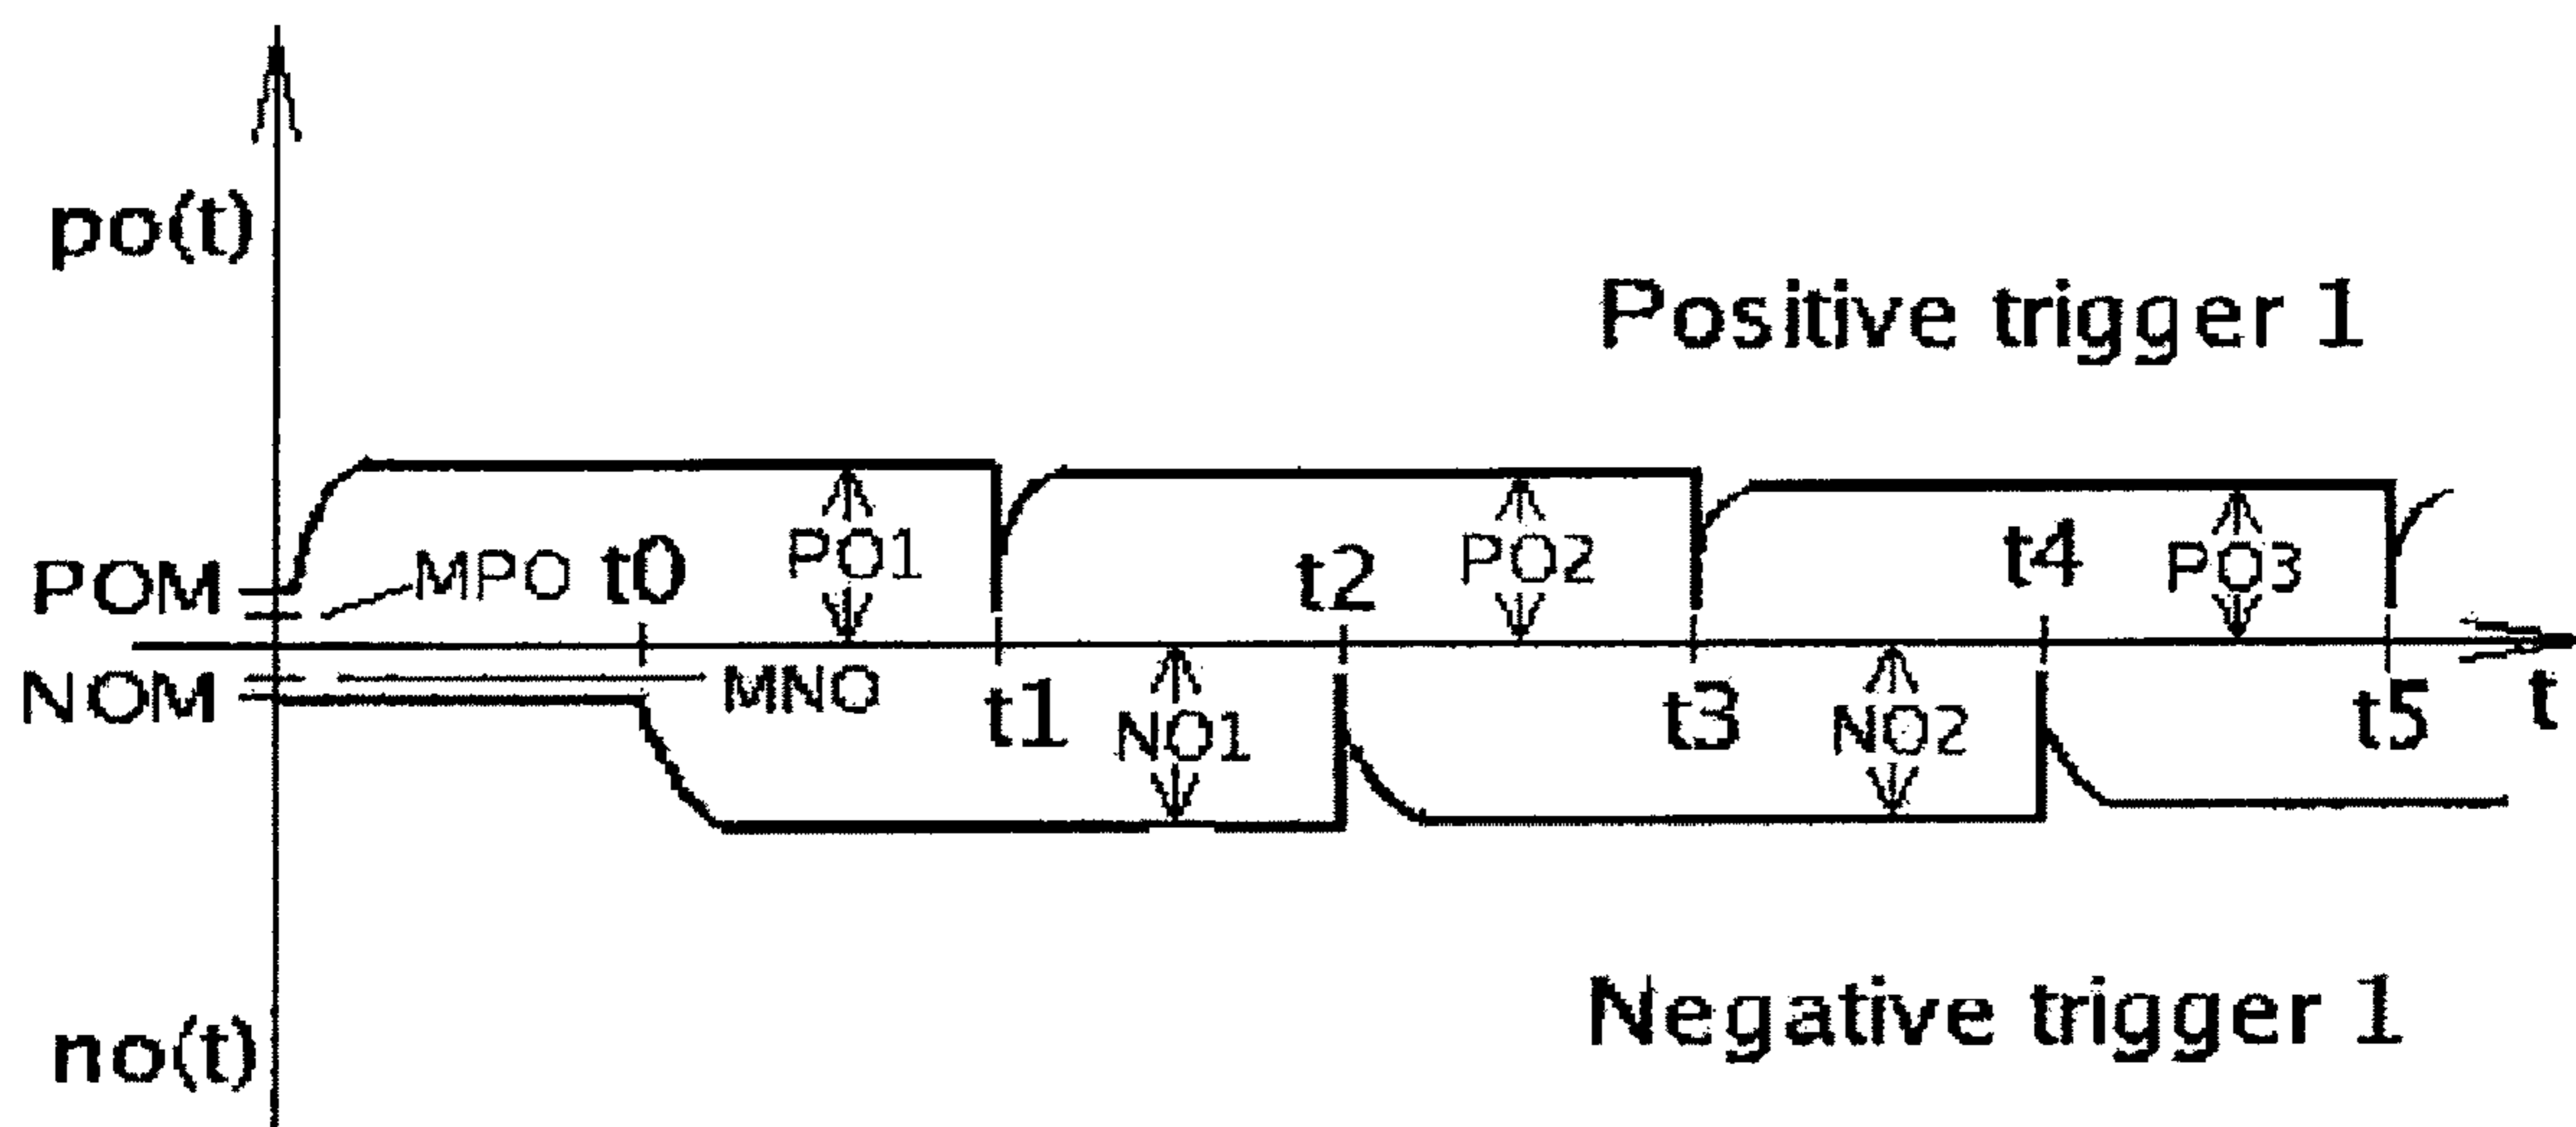 po(t)
Positive trigger 1
POM
MPO
t0
PO1
t2
PO2
t4
PO3
NOM
MNO
t1
NO1
t3
NO2
t5
t
no(t)
Negative trigger 1